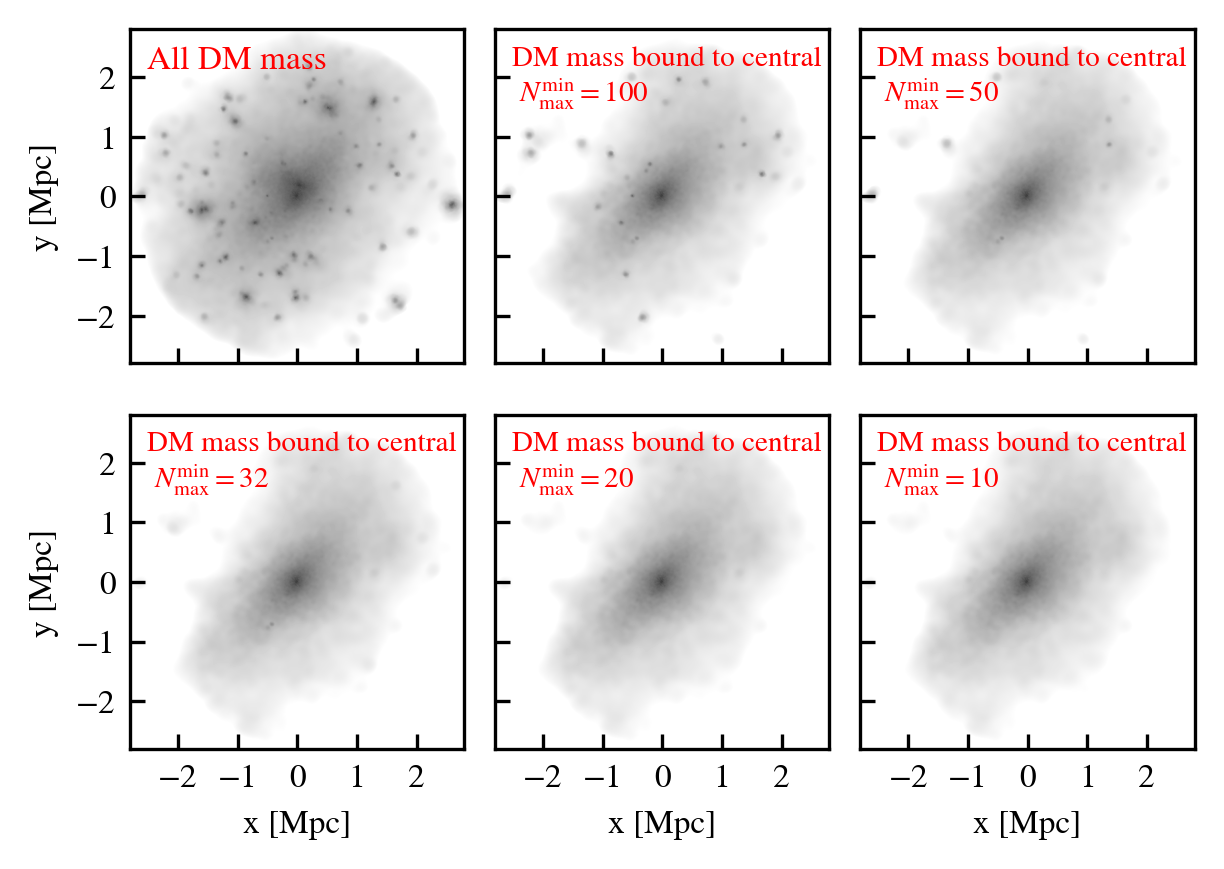 All DM mass
DM mass bound to central
N_max^min = 100
DM mass bound to central
N_max^min = 50
y [Mpc]
2
1
0
−1
−2
DM mass bound to central
N_max^min = 32
DM mass bound to central
N_max^min = 20
DM mass bound to central
N_max^min = 10
y [Mpc]
2
1
0
−1
−2
−2 −1 0 1 2
−2 −1 0 1 2
−2 −1 0 1 2
x [Mpc]
x [Mpc]
x [Mpc]